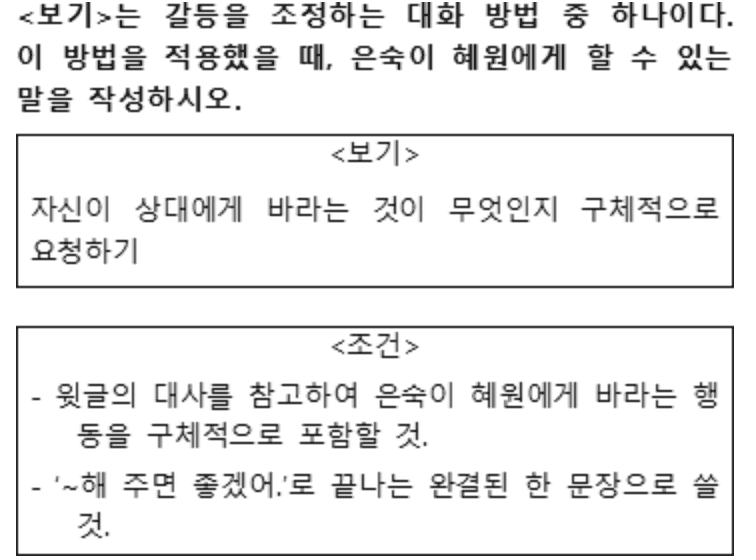 <보기>는 갈등을 조정하는 대화 방법 중 하나이다.
이 방법을 적용했을 때, 은숙이 혜원에게 할 수 있는
말을 작성하시오.
<보기>
자신이 상대에게 바라는 것이 무엇인지 구체적으로
요청하기
<조건>
- 윗글의 대사를 참고하여 은숙이 혜원에게 바라는 행
동을 구체적으로 포함할 것.
- '~해 주면 좋겠어.'로 끝나는 완결된 한 문장으로 쓸
것.